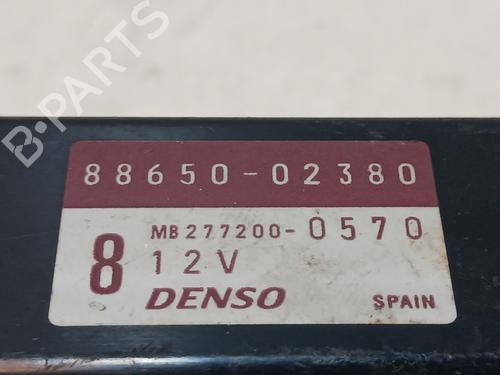 B-PARTS
88650-02380
MB277200-0570
8 12V
DENSO SPAIN